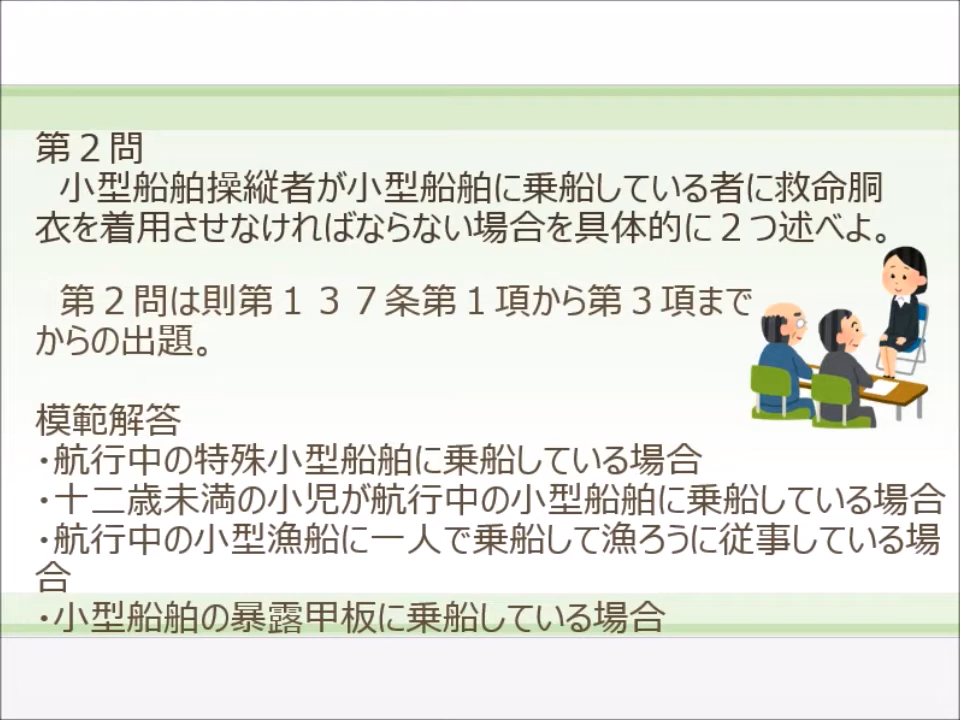 第２問
　小型船舶操縦者が小型船舶に乗船している者に救命胴
衣を着用させなければならない場合を具体的に２つ述べよ。
　第２問は則第１３７条第１項から第３項まで
からの出題。
模範解答
・航行中の特殊小型船舶に乗船している場合
・十二歳未満の小児が航行中の小型船舶に乗船している場合
・航行中の小型漁船に一人で乗船して漁ろうに従事している場
合
・小型船舶の暴露甲板に乗船している場合